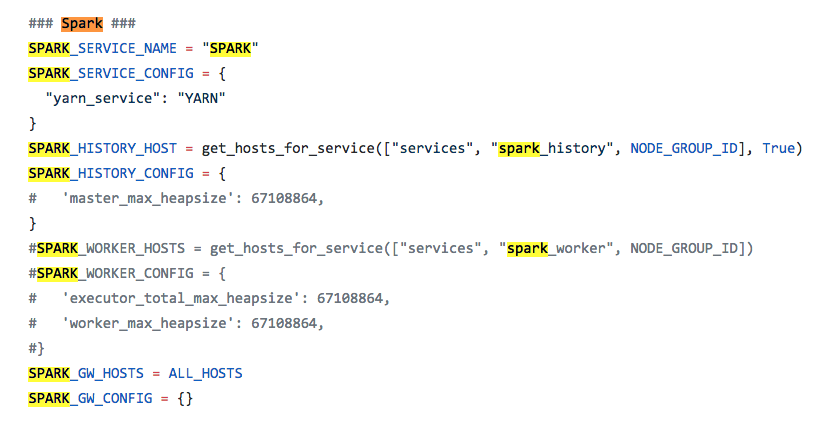 ### Spark ###
SPARK_SERVICE_NAME = "SPARK"
SPARK_SERVICE_CONFIG = {
  "yarn_service": "YARN"
}
SPARK_HISTORY_HOST = get_hosts_for_service(["services", "spark_history", NODE_GROUP_ID], True)
SPARK_HISTORY_CONFIG = {
#   'master_max_heapsize': 67108864,
}
#SPARK_WORKER_HOSTS = get_hosts_for_service(["services", "spark_worker", NODE_GROUP_ID])
#SPARK_WORKER_CONFIG = {
#   'executor_total_max_heapsize': 67108864,
#   'worker_max_heapsize': 67108864,
#}
SPARK_GW_HOSTS = ALL_HOSTS
SPARK_GW_CONFIG = {}